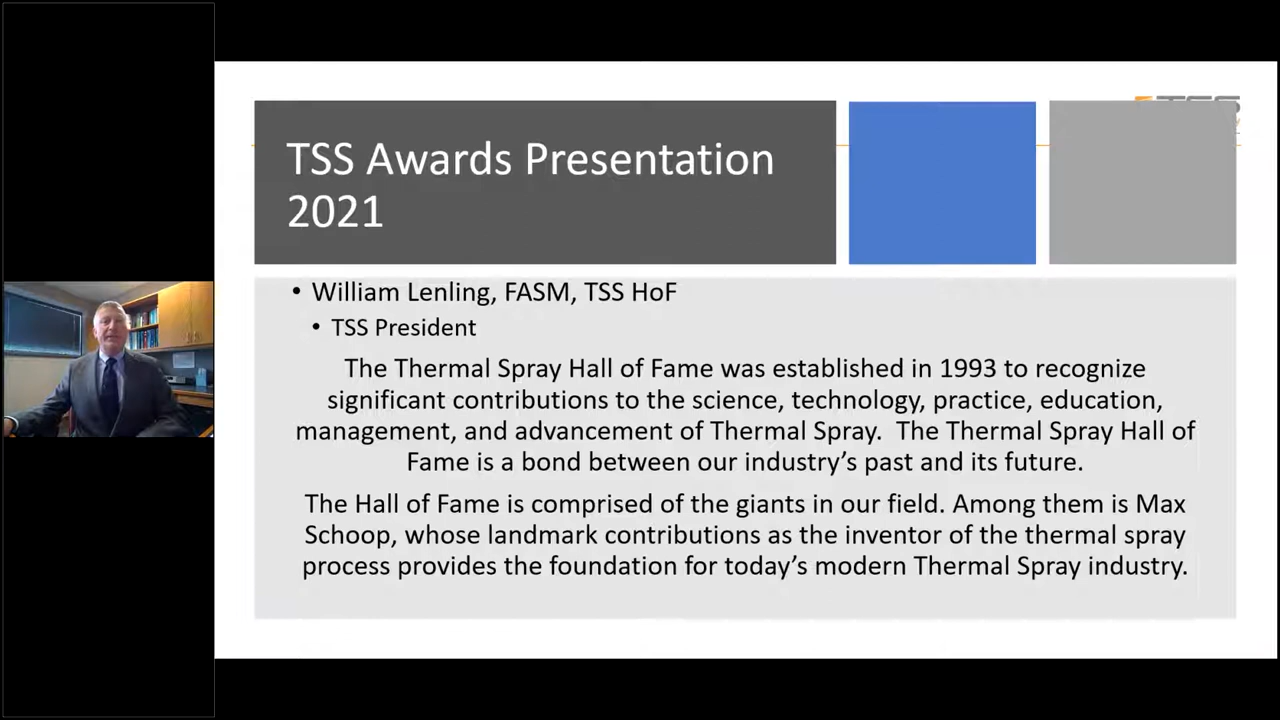 TSS Awards Presentation
2021
• William Lenling, FASM, TSS HoF
• TSS President
The Thermal Spray Hall of Fame was established in 1993 to recognize
significant contributions to the science, technology, practice, education,
management, and advancement of Thermal Spray.  The Thermal Spray Hall of
Fame is a bond between our industry’s past and its future.
The Hall of Fame is comprised of the giants in our field. Among them is Max
Schoop, whose landmark contributions as the inventor of the thermal spray
process provides the foundation for today’s modern Thermal Spray industry.